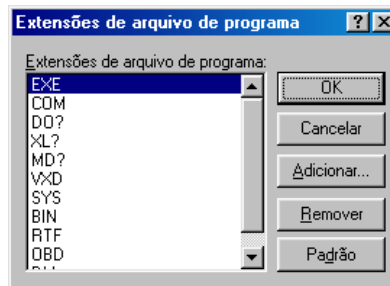 Extensões de arquivo de programa
Extensões de arquivo de programa:
EXE
COM
DO?
XL?
MD?
VXD
SYS
BIN
RTF
OBD
OK
Cancelar
Adicionar...
Remover
Padrão